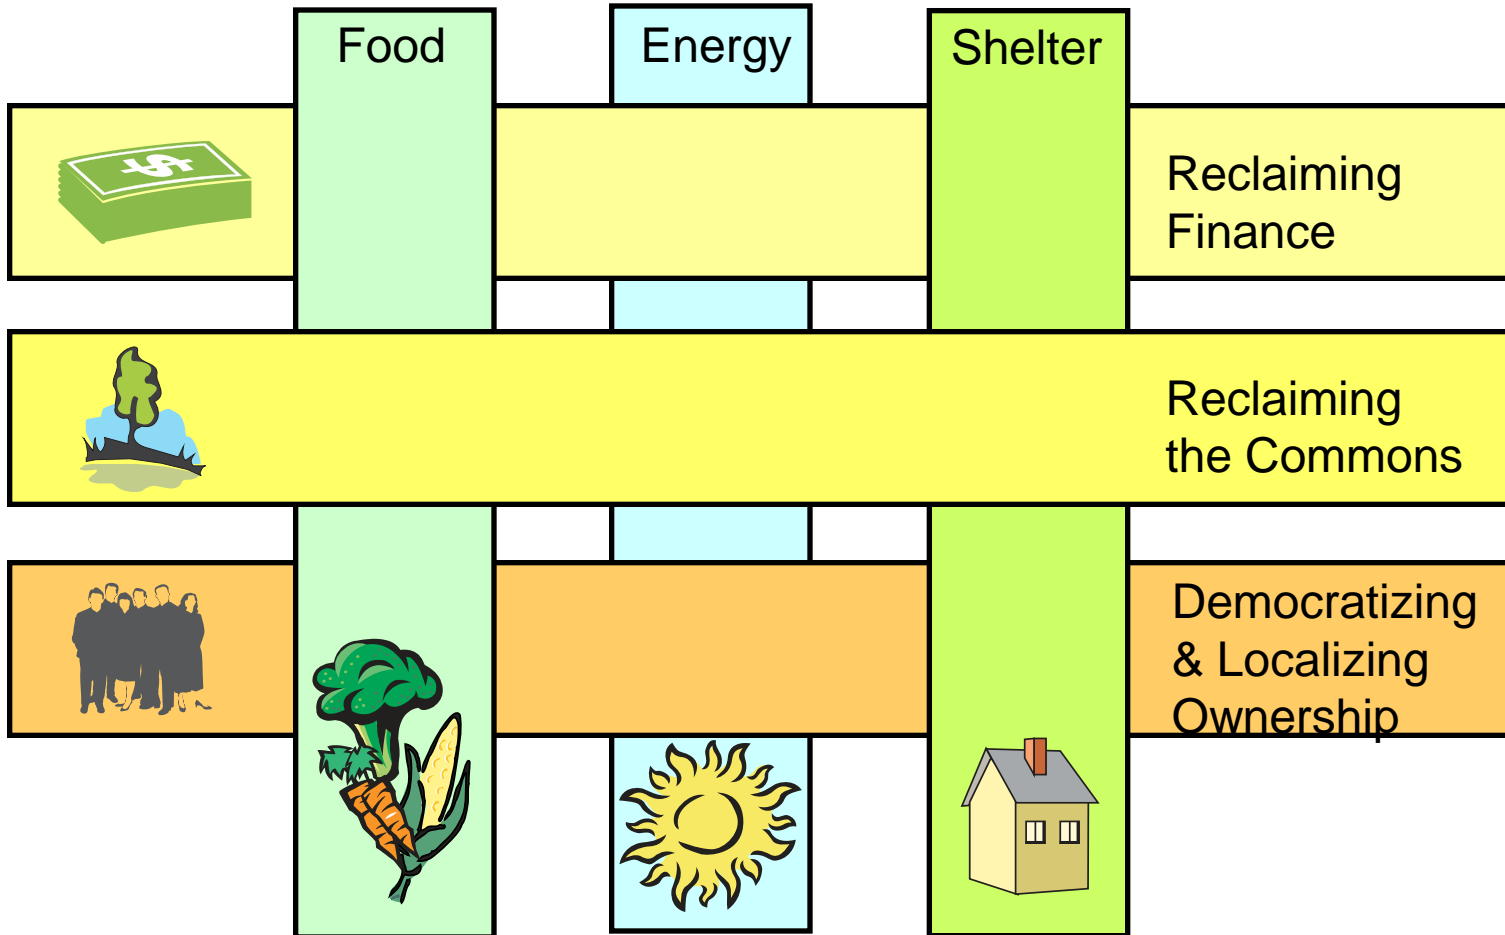 Food
Energy
Shelter
$
Reclaiming
Finance
Reclaiming
the Commons
Democratizing
& Localizing
Ownership